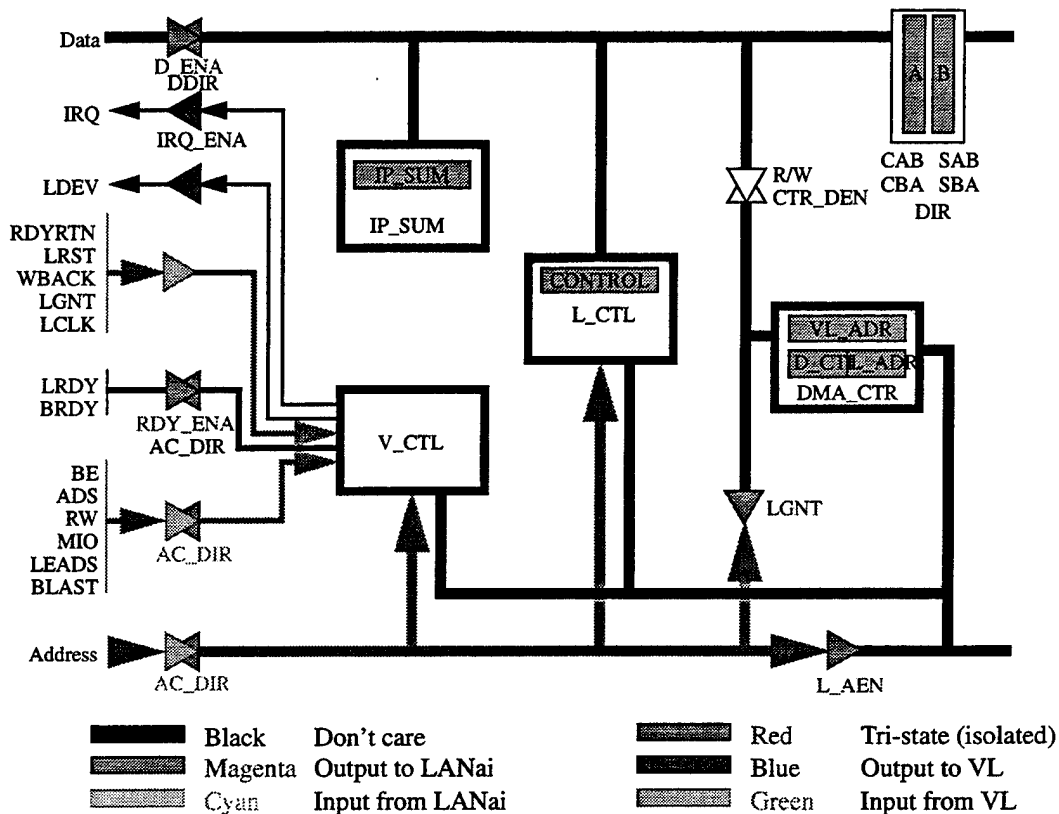 Data
D_ENA
DDIR
IRQ
IRQ_ENA
LDEV
RDYRTN
LRST
WBACK
LGNT
LCLK
LRDY
BRDY
RDY_ENA
AC_DIR
BE
ADS
RW
MIO
LEADS
BLAST
AC_DIR
Address
AC_DIR
IP_SUM
IP_SUM
V_CTL
CONTROL
L_CTL
R/W
CTR_DEN
A B
CAB SAB
CBA SBA
DIR
VL_ADR
D_CTL L_ADR
DMA_CTR
LGNT
L_AEN
Black Don't care
Magenta Output to LANai
Cyan Input from LANai
Red Tri-state (isolated)
Blue Output to VL
Green Input from VL